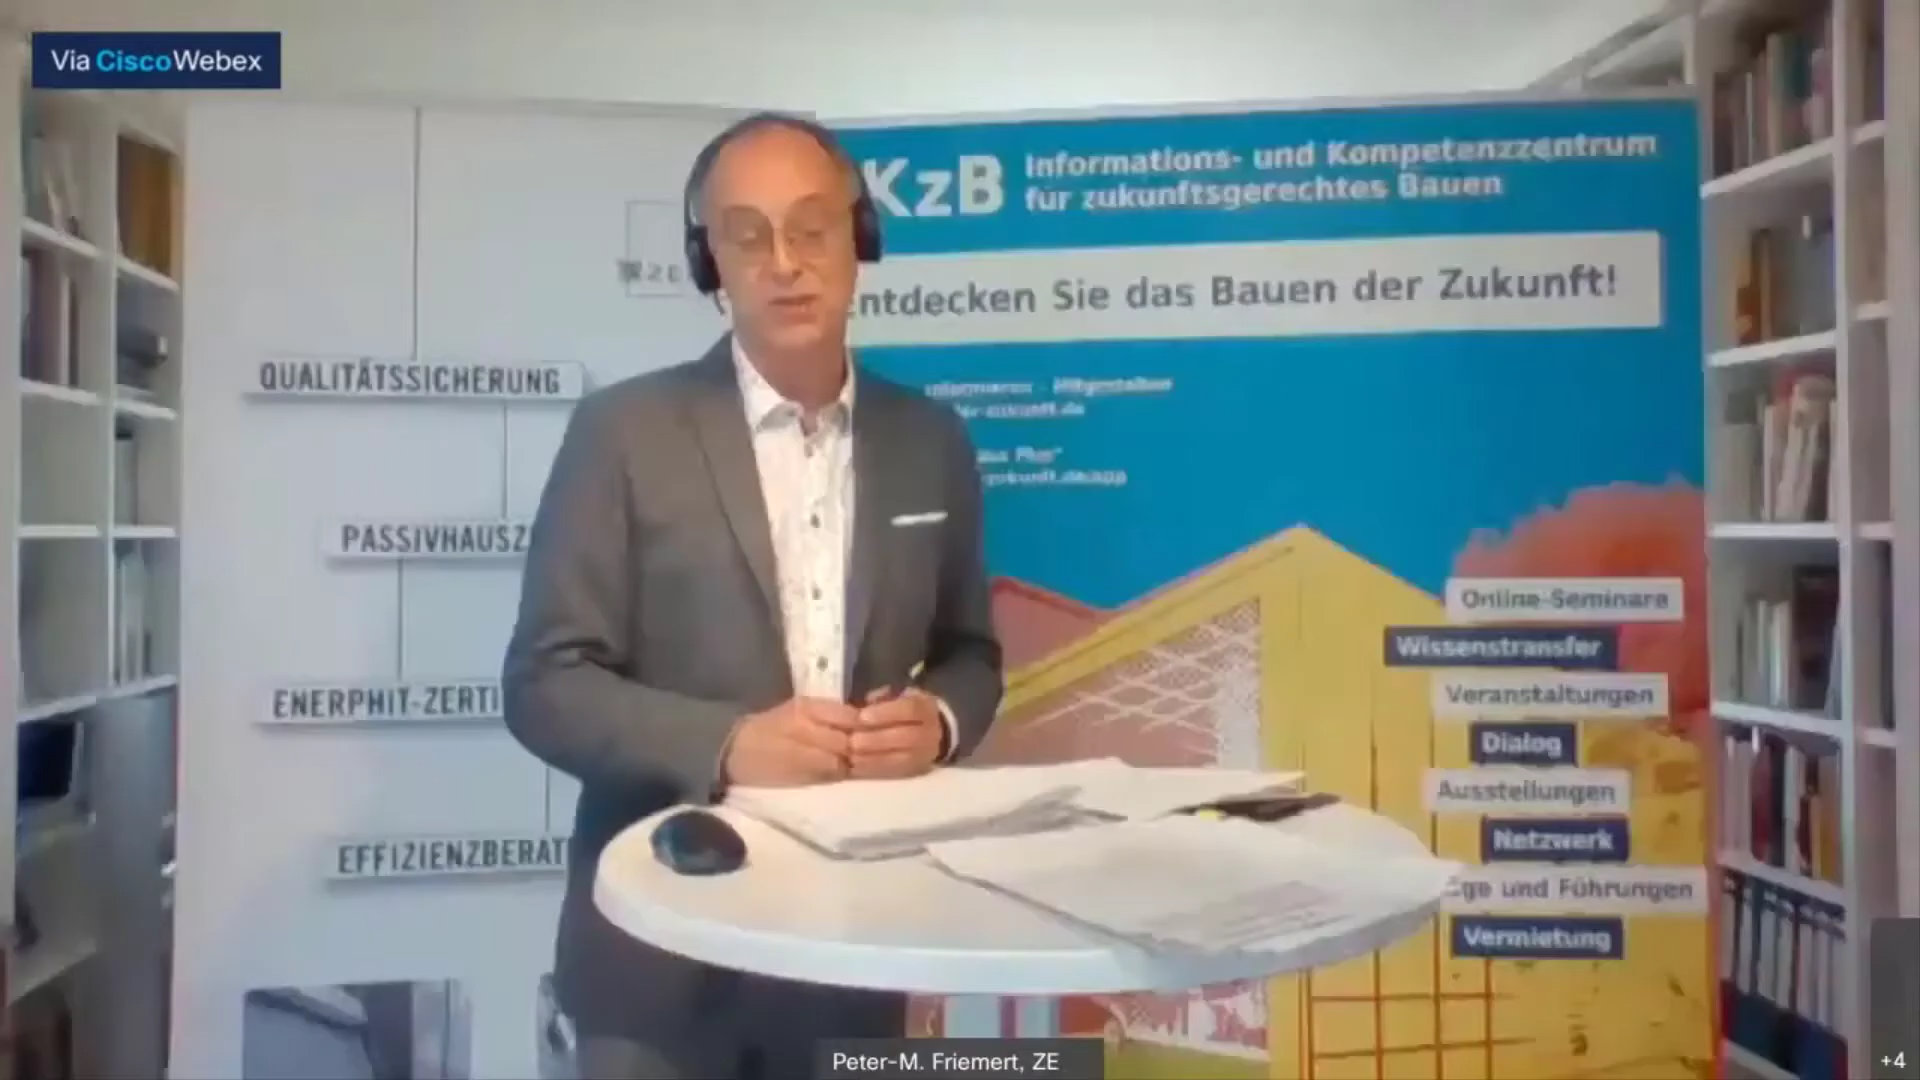 Via CiscoWebex
KzB
Informations- und Kompetenzzentrum
für zukunftsgerechtes Bauen
ntdecken Sie das Bauen der Zukunft!
QUALITÄTSSICHERUNG
PASSIVHAUSZ
ENERPHIT-ZERTI
EFFIZIENZBERAT
Online-Seminare
Wissenstransfer
Veranstaltungen
Dialog
Ausstellungen
Netzwerk
ge und Führungen
Vermietung
Peter-M. Friemert, ZE
+4